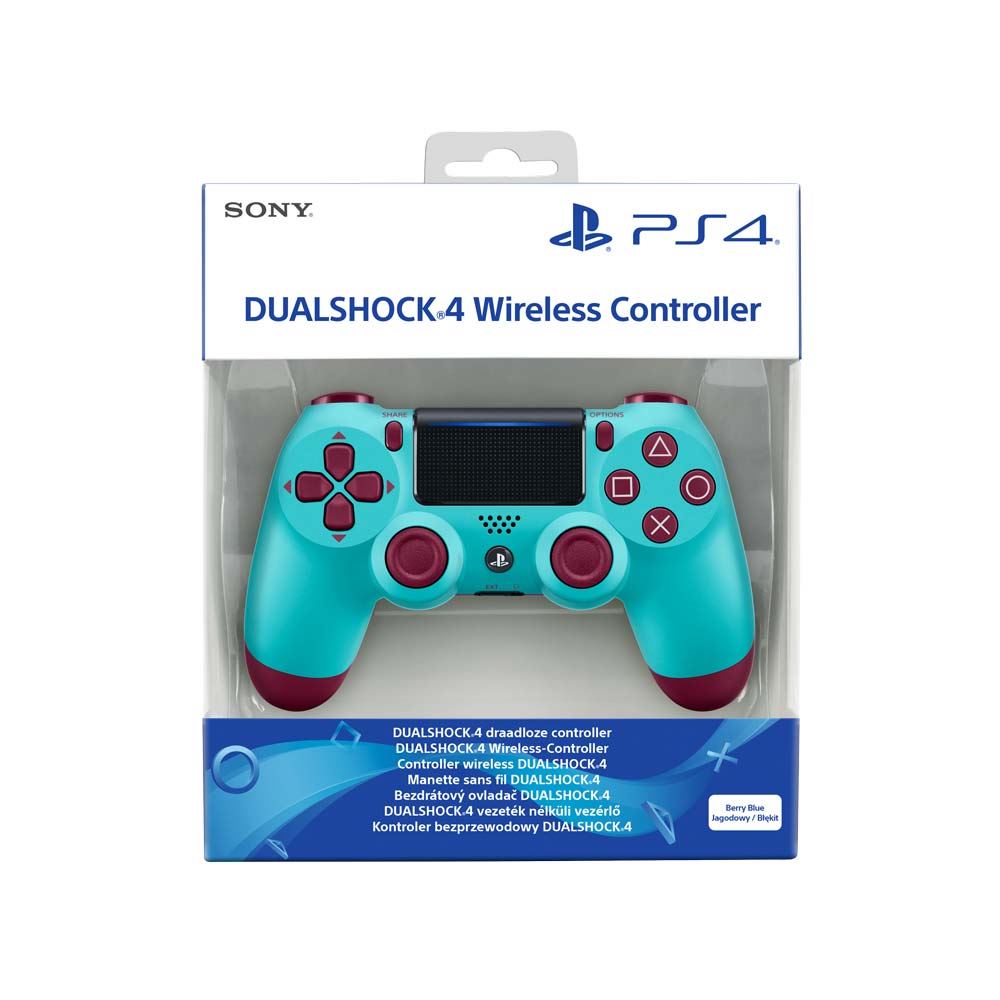 SONY®
PS4®
DUALSHOCK®4 Wireless Controller
SHARE
OPTIONS
EXT
DUALSHOCK®4 draadloze controller
DUALSHOCK®4 Wireless-Controller
Controller wireless DUALSHOCK®4
Manette sans fil DUALSHOCK®4
Bezdrátový ovladač DUALSHOCK®4
DUALSHOCK®4 vezeték nélküli vezérlő
Kontroler bezprzewodowy DUALSHOCK®4
Berry Blue
Jagodowy / Błękit